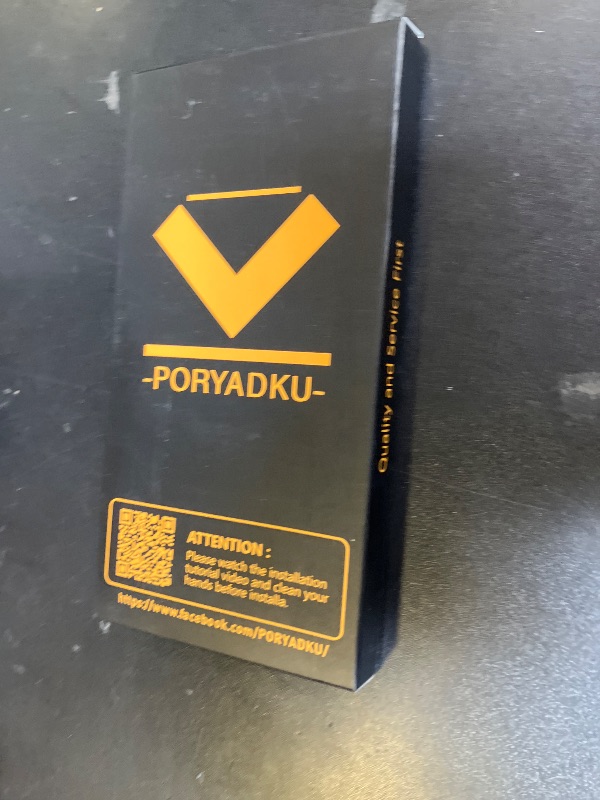 -PORYADKU-
ATTENTION :
Please watch the installation
tutorial video and clean your
hands before installa.
https://www.facebook.com/PORYADKU/
Quality and Service First